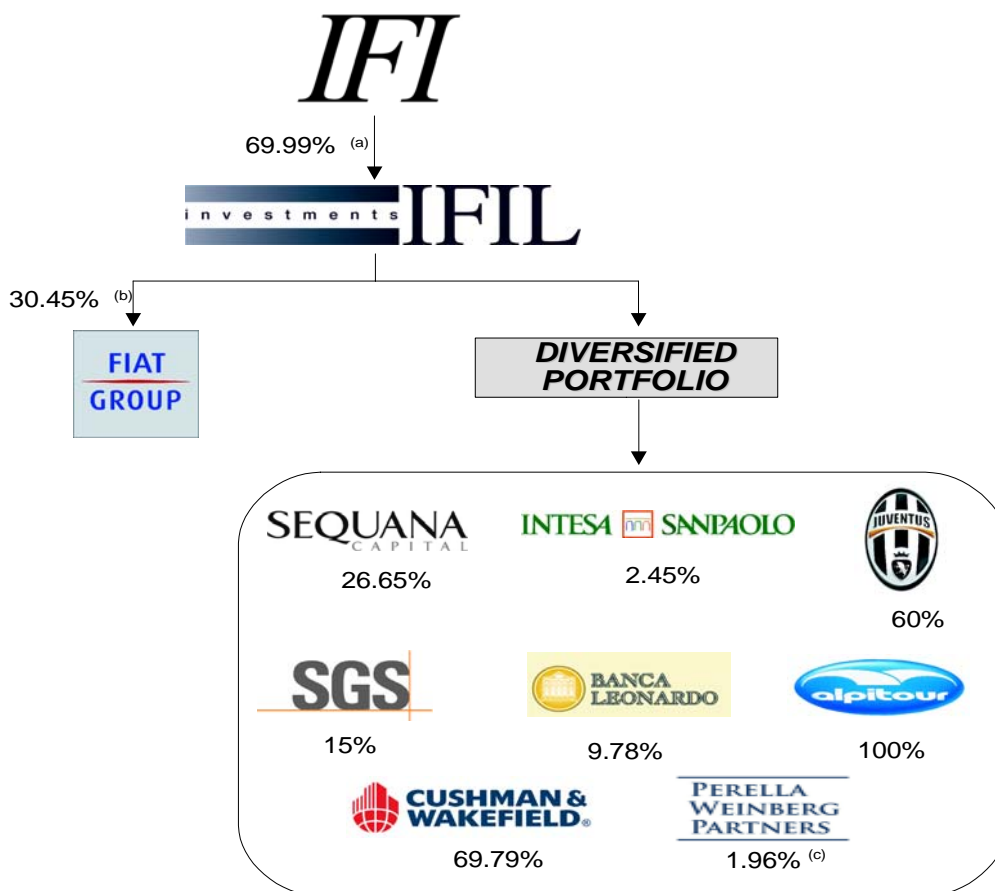 IFI
69.99% (a)
investments IFIL
30.45% (b)
FIAT
GROUP
DIVERSIFIED
PORTFOLIO
SEQUANA
CAPITAL
26.65%
INTESA SANPAOLO
2.45%
JUVENTUS
60%
SGS
15%
BANCA
LEONARDO
9.78%
alpitour
100%
CUSHMAN &
WAKEFIELD®
69.79%
PERELLA
WEINBERG
PARTNERS
1.96% (c)